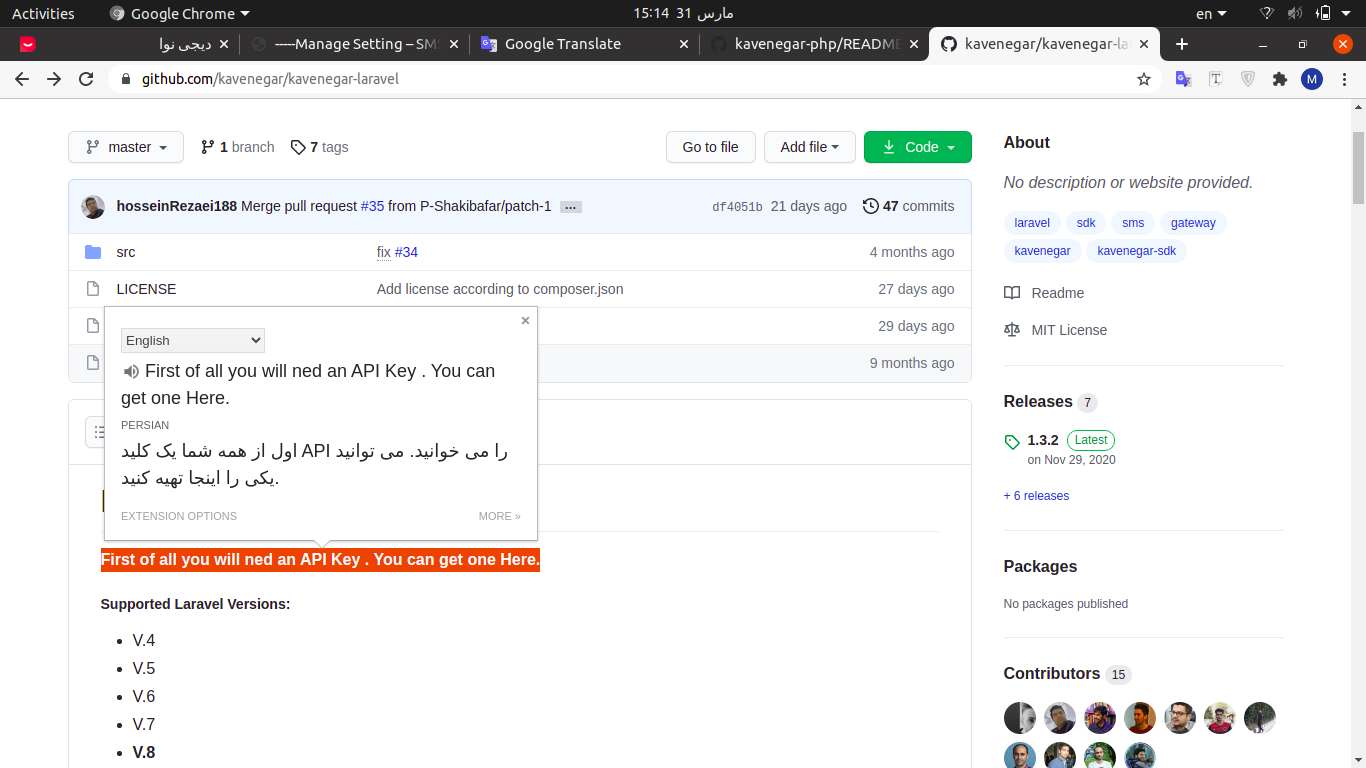 Activities
Google Chrome
مارس 31 15:14
en
دیجی نوا
-----Manage Setting – SMS
Google Translate
kavenegar-php/README
kavenegar/kavenegar-la
github.com/kavenegar/kavenegar-laravel
M
master
1 branch
7 tags
Go to file
Add file
Code
hosseinRezaei188 Merge pull request #35 from P-Shakibafar/patch-1 ...
df4051b 21 days ago
47 commits
src
fix #34
4 months ago
LICENSE
Add license according to composer.json
27 days ago
29 days ago
9 months ago
English
First of all you will ned an API Key . You can
get one Here.
PERSIAN
اول از همه شما یک کلید API را می خوانید. می توانید
یکی را اینجا تهیه کنید.
EXTENSION OPTIONS
MORE »
First of all you will ned an API Key . You can get one Here.
Supported Laravel Versions:
V.4
V.5
V.6
V.7
V.8
About
No description or website provided.
laravel
sdk
sms
gateway
kavenegar
kavenegar-sdk
Readme
MIT License
Releases 7
1.3.2 Latest
on Nov 29, 2020
+ 6 releases
Packages
No packages published
Contributors 15